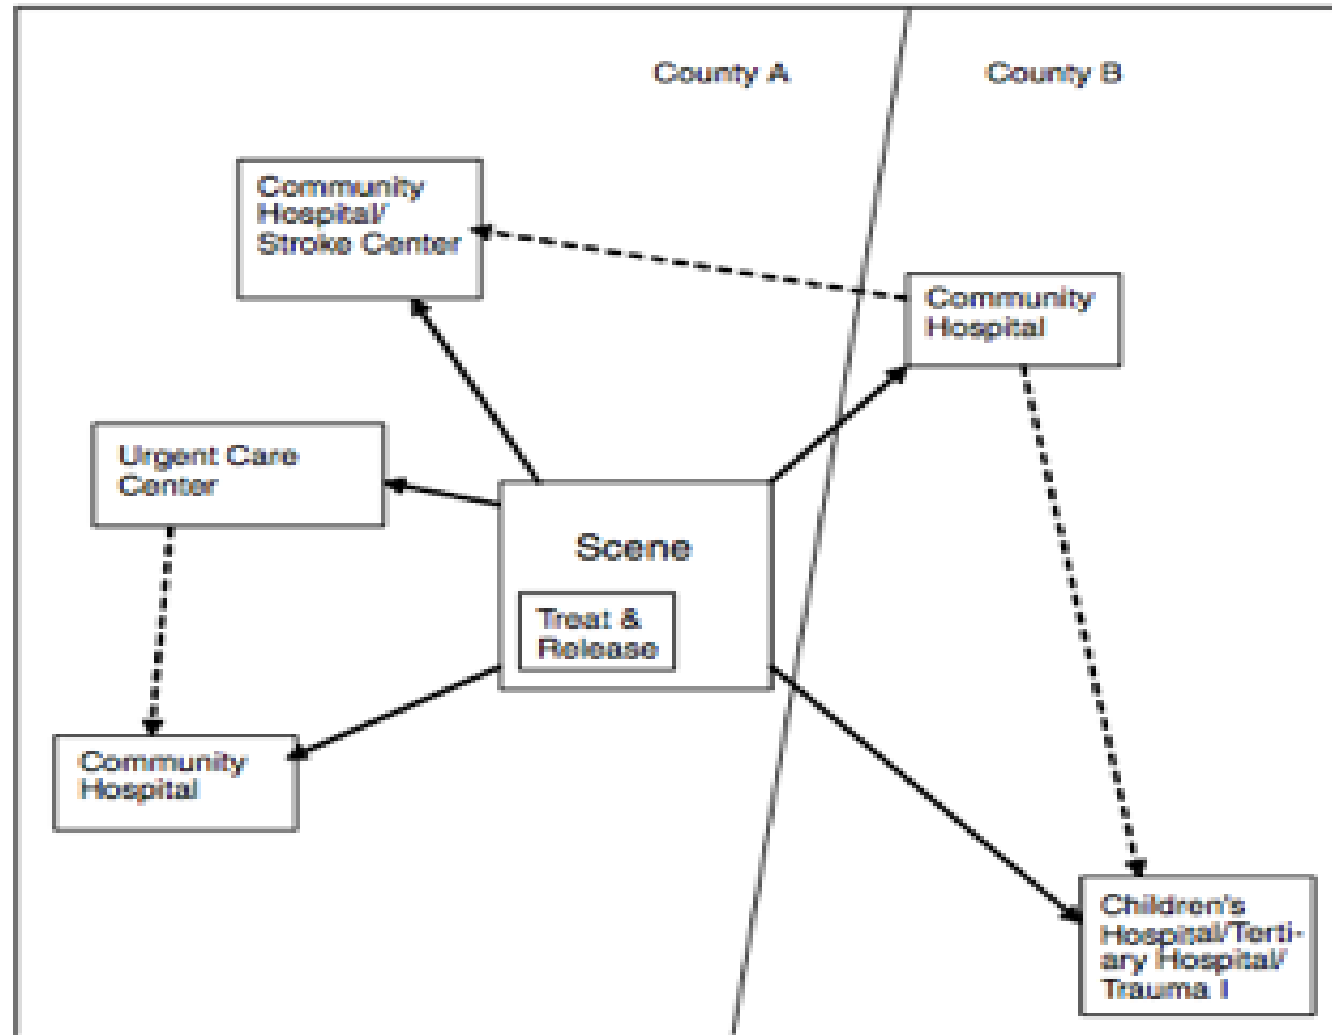 County A
County B
Community
Hospital/
Stroke Center
Community
Hospital
Urgent Care
Center
Scene
Treat &
Release
Community
Hospital
Children's
Hospital/Terti-
ary Hospital/
Trauma I